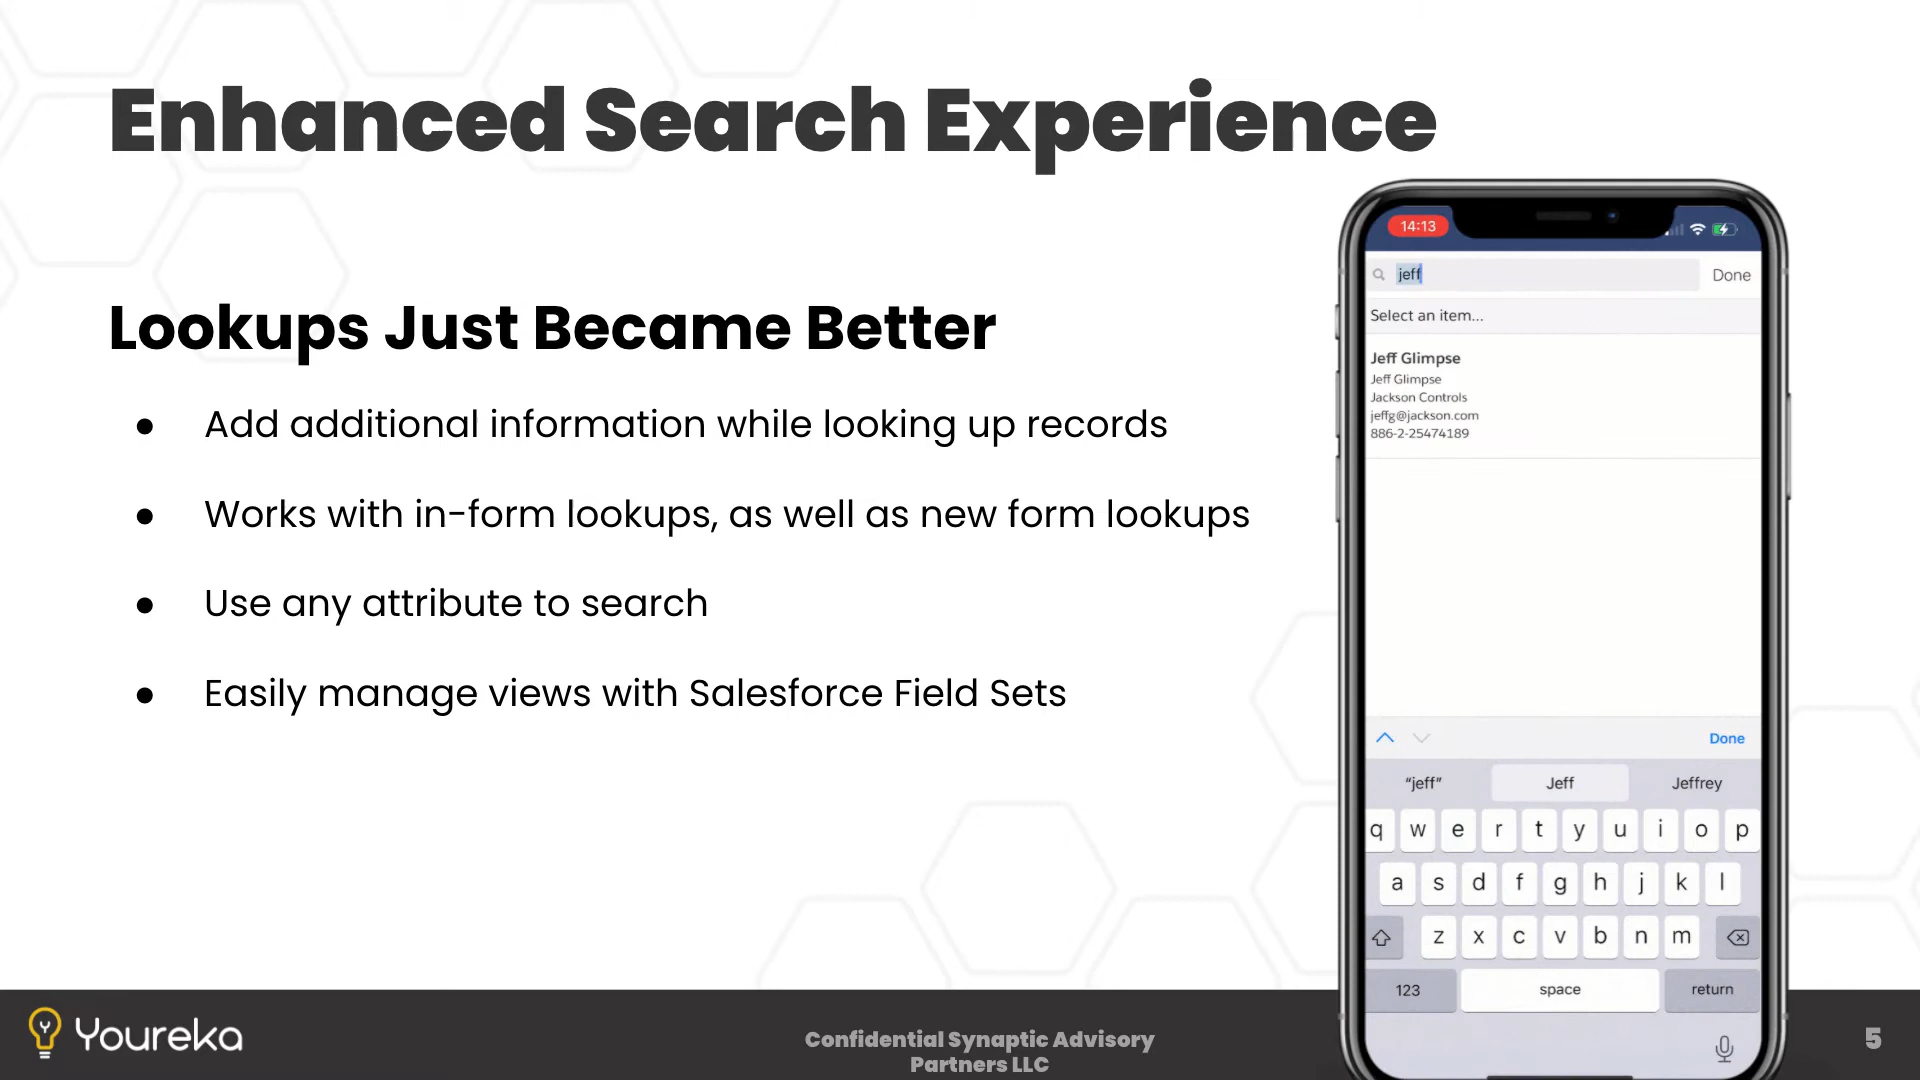 Enhanced Search Experience
Lookups Just Became Better
● Add additional information while looking up records
● Works with in-form lookups, as well as new form lookups
● Use any attribute to search
● Easily manage views with Salesforce Field Sets
14:13
jeff
Done
Select an item...
Jeff Glimpse
Jeff Glimpse
Jackson Controls
jeffg@jackson.com
886-2-25474189
Done
"jeff" Jeff Jeffrey
q w e r t y u i o p
a s d f g h j k l
z x c v b n m
123 space return
Youreka
Confidential Synaptic Advisory
Partners LLC
5